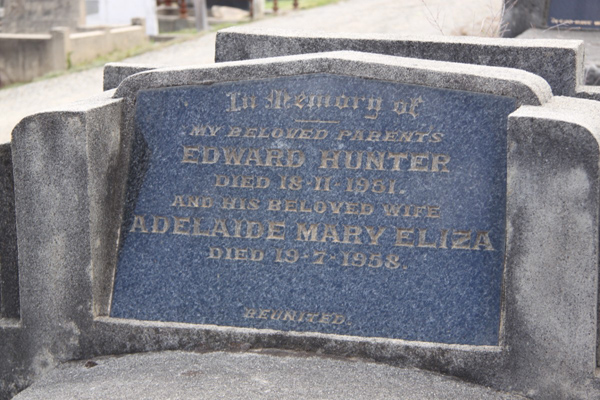 In Memory of
MY BELOVED PARENTS
EDWARD HUNTER
DIED 18-11-1931.
AND HIS BELOVED WIFE
ADELAIDE MARY ELIZA
DIED 19-7-1958.
REUNITED.